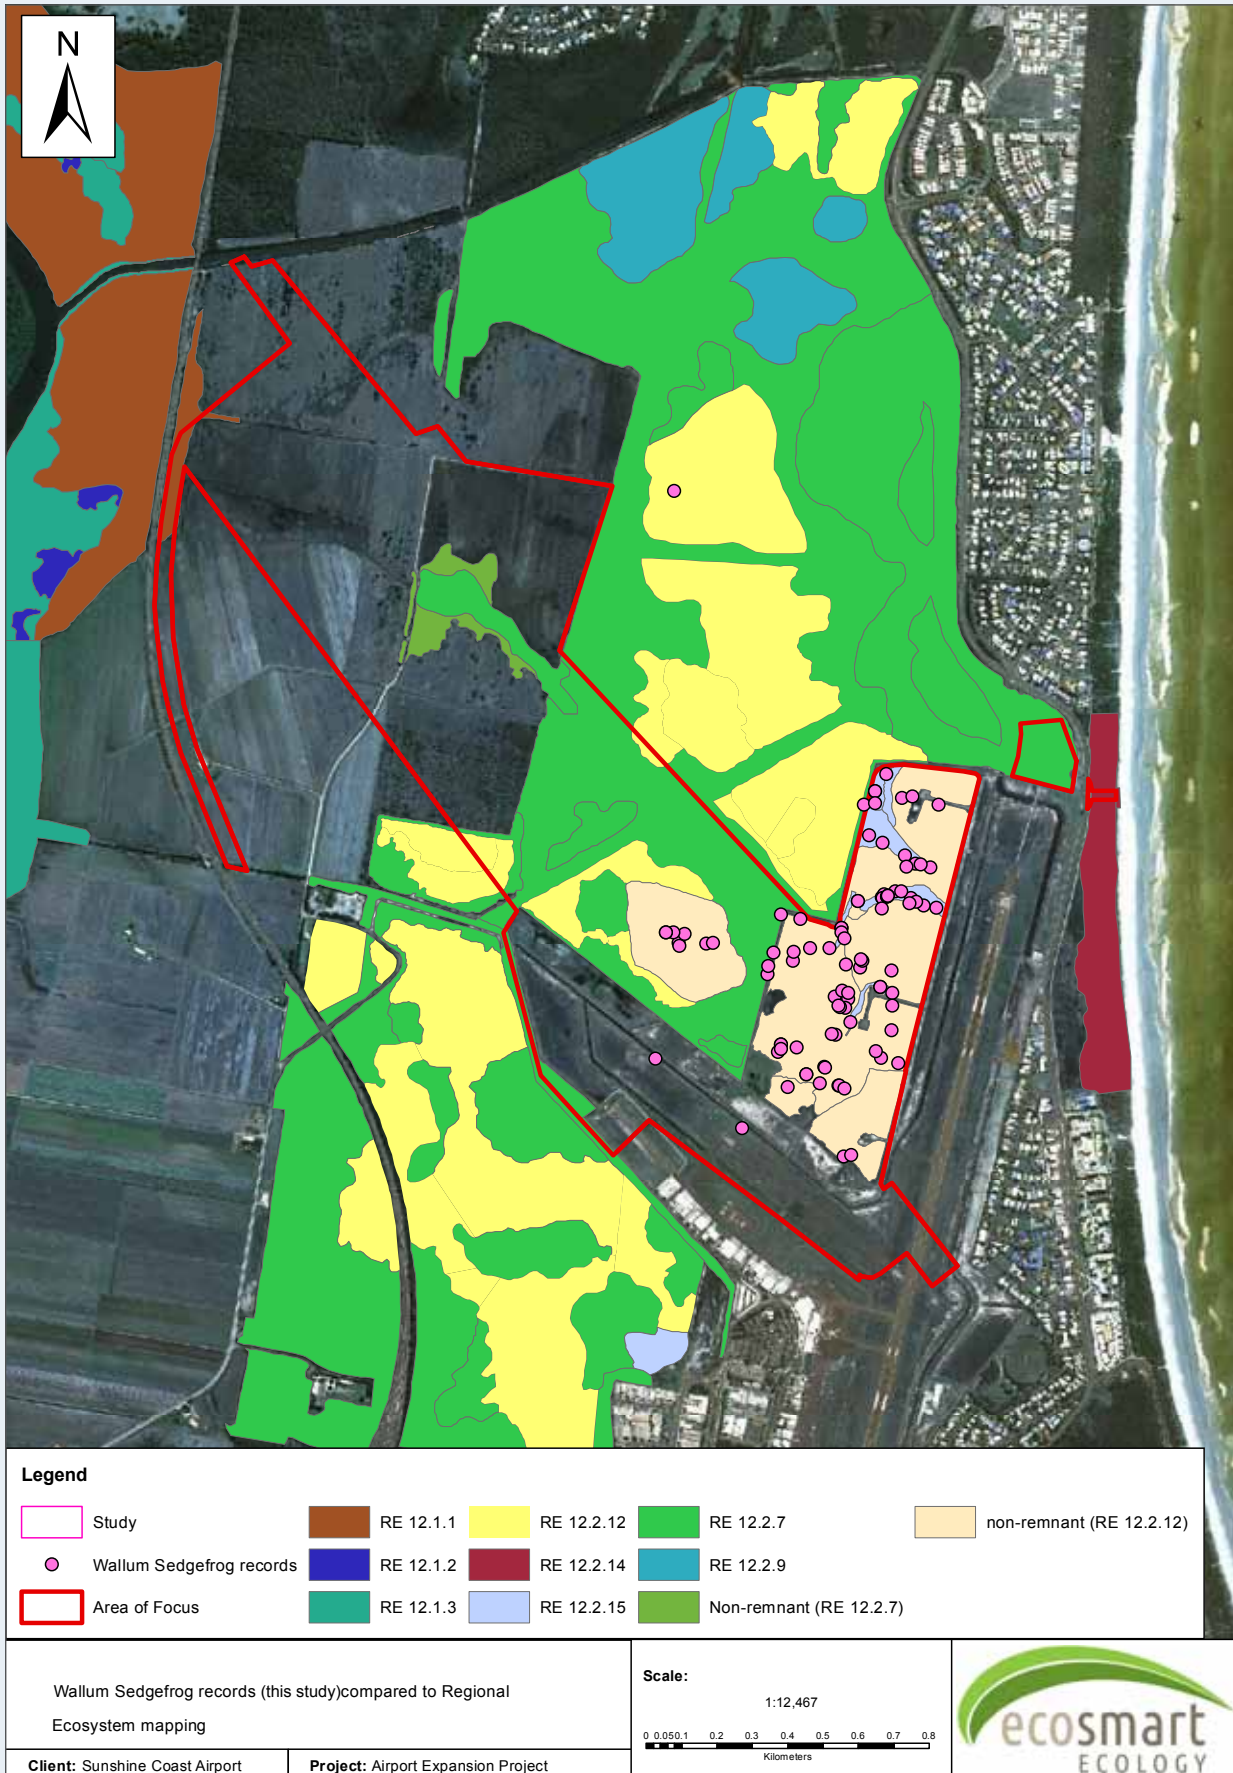 N
Legend
Study
Wallum Sedgefrog records
Area of Focus
RE 12.1.1
RE 12.1.2
RE 12.1.3
RE 12.2.12
RE 12.2.14
RE 12.2.15
RE 12.2.7
RE 12.2.9
Non-remnant (RE 12.2.7)
non-remnant (RE 12.2.12)
Wallum Sedgefrog records (this study)compared to Regional
Ecosystem mapping
Scale:
1:12,467
0 0.050.1 0.2 0.3 0.4 0.5 0.6 0.7 0.8
Kilometers
Client: Sunshine Coast Airport
Project: Airport Expansion Project
ecosmart
ECOLOGY